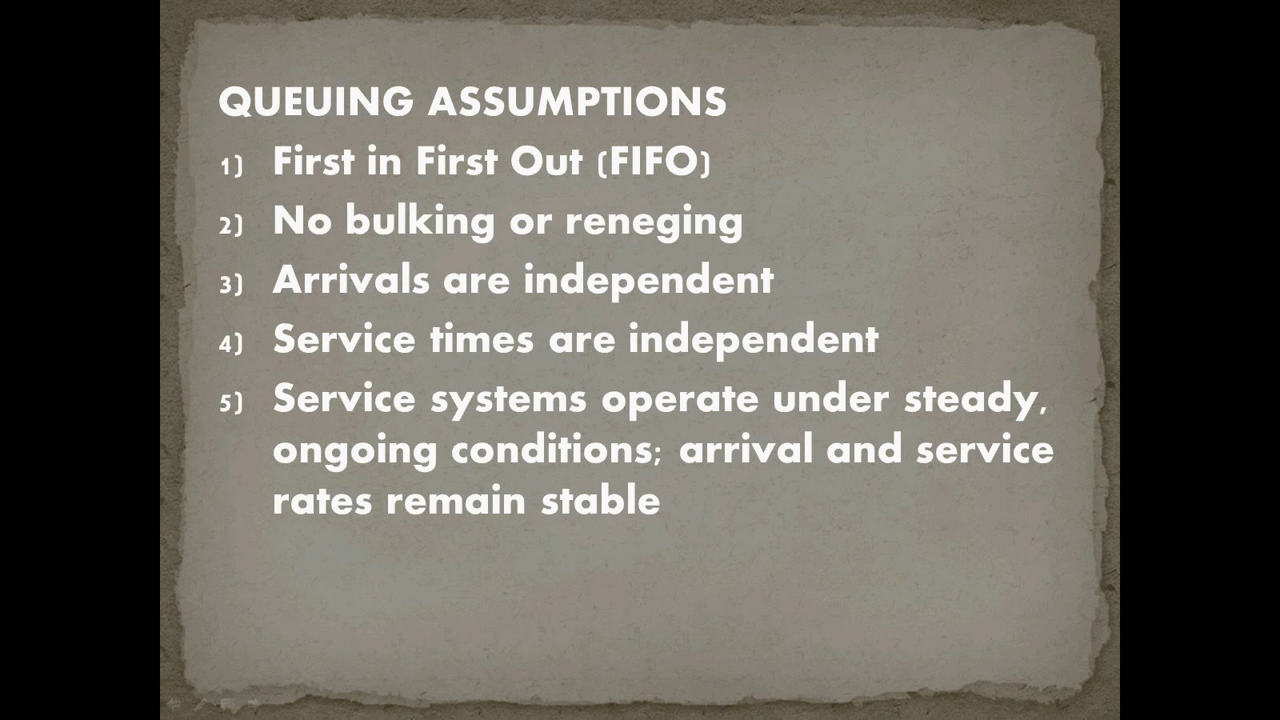 QUEUING ASSUMPTIONS
1) First in First Out (FIFO)
2) No bulking or reneging
3) Arrivals are independent
4) Service times are independent
5) Service systems operate under steady,
ongoing conditions; arrival and service
rates remain stable